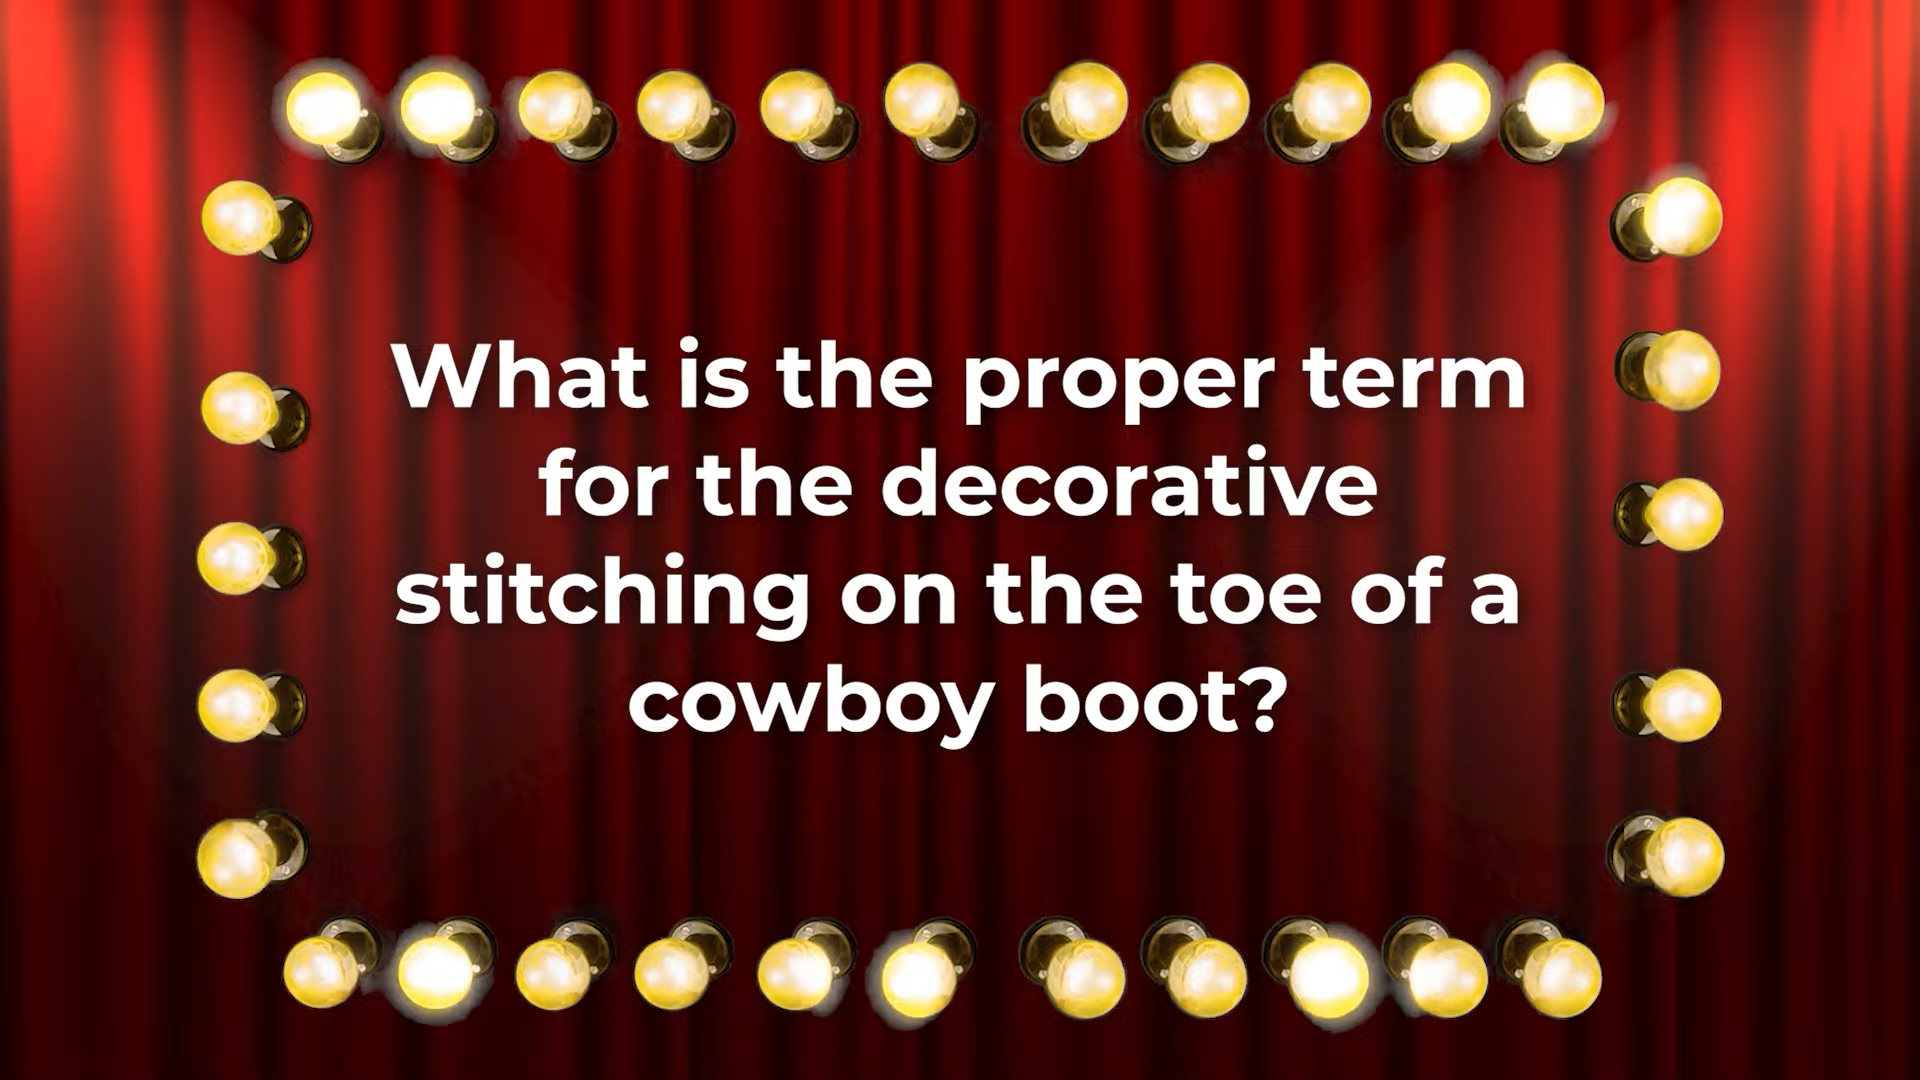 What is the proper term
for the decorative
stitching on the toe of a
cowboy boot?